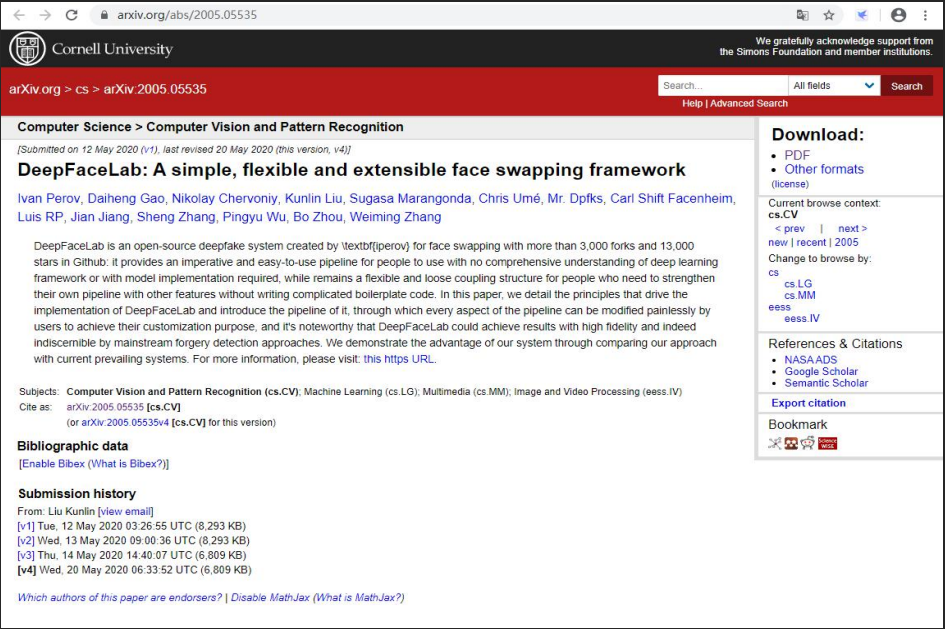 arxiv.org/abs/2005.05535
Cornell University
We gratefully acknowledge support from
the Simons Foundation and member institutions.
arXiv.org > cs > arXiv:2005.05535
Search...
All fields
Search
Help | Advanced Search
Computer Science > Computer Vision and Pattern Recognition
[Submitted on 12 May 2020 (v1), last revised 20 May 2020 (this version, v4)]
DeepFaceLab: A simple, flexible and extensible face swapping framework
Ivan Perov, Daiheng Gao, Nikolay Chervoniy, Kunlin Liu, Sugasa Marangonda, Chris Umé, Mr. Dpfks, Carl Shift Facenheim,
Luis RP, Jian Jiang, Sheng Zhang, Pingyu Wu, Bo Zhou, Weiming Zhang
DeepFaceLab is an open-source deepfake system created by \textbf{iperov} for face swapping with more than 3,000 forks and 13,000
stars in Github: it provides an imperative and easy-to-use pipeline for people to use with no comprehensive understanding of deep learning
framework or with model implementation required, while remains a flexible and loose coupling structure for people who need to strengthen
their own pipeline with other features without writing complicated boilerplate code. In this paper, we detail the principles that drive the
implementation of DeepFaceLab and introduce the pipeline of it, through which every aspect of the pipeline can be modified painlessly by
users to achieve their customization purpose, and it's noteworthy that DeepFaceLab could achieve results with high fidelity and indeed
indiscernible by mainstream forgery detection approaches. We demonstrate the advantage of our system through comparing our approach
with current prevailing systems. For more information, please visit: this https URL.
Subjects: Computer Vision and Pattern Recognition (cs.CV); Machine Learning (cs.LG); Multimedia (cs.MM); Image and Video Processing (eess.IV)
Cite as: arXiv:2005.05535 [cs.CV]
(or arXiv:2005.05535v4 [cs.CV] for this version)
Bibliographic data
[Enable Bibex (What is Bibex?)]
Submission history
From: Liu Kunlin [view email]
[v1] Tue, 12 May 2020 03:26:55 UTC (8,293 KB)
[v2] Wed, 13 May 2020 09:00:36 UTC (8,293 KB)
[v3] Thu, 14 May 2020 14:40:07 UTC (6,809 KB)
[v4] Wed, 20 May 2020 06:33:52 UTC (6,809 KB)
Which authors of this paper are endorsers? | Disable MathJax (What is MathJax?)
Download:
PDF
Other formats
(license)
Current browse context:
cs.CV
< prev | next >
new | recent | 2005
Change to browse by:
cs
cs.LG
cs.MM
eess
eess.IV
References & Citations
NASA ADS
Google Scholar
Semantic Scholar
Export citation
Bookmark
Science
WISE